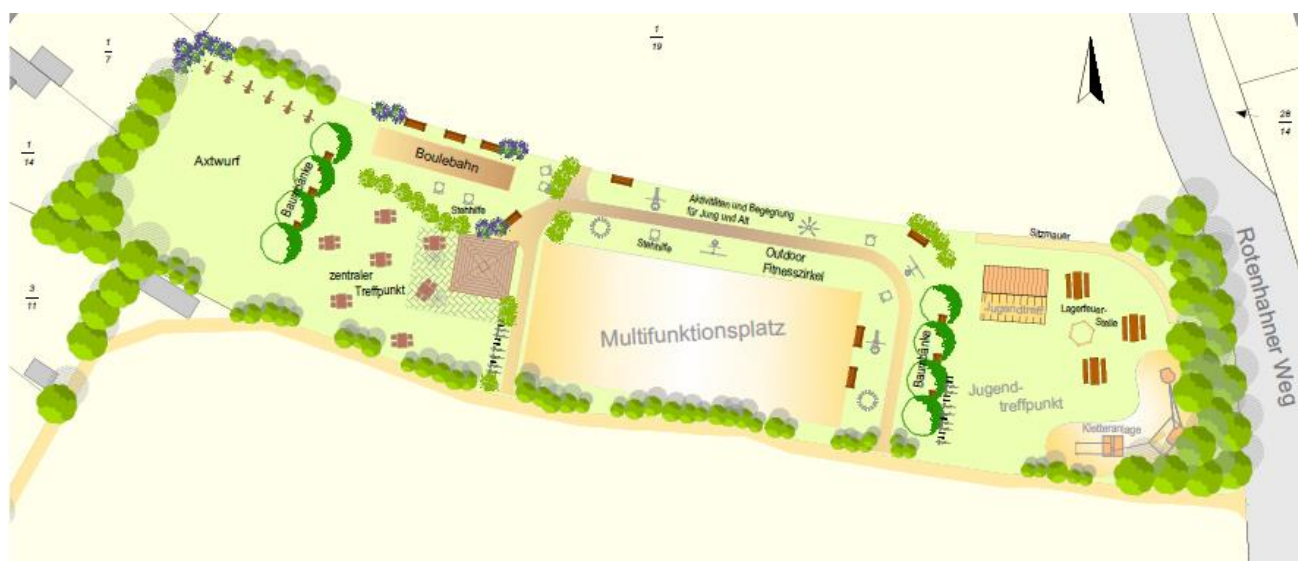 1
7
1
19
28
14
1
14
3
11
Axtwurf
Baumbänke
Boulebahn
Stehhilfe
zentraler
Treffpunkt
Aktivitäten und Begegnung
für Jung und Alt
Stehhilfe
Outdoor
Fitnesszirkel
Multifunktionsplatz
Baumbänke
Sitzmauer
Jugendtreff
Lagerfeuer-
Stelle
Jugend-
treffpunkt
Kletteranlage
Rotenhahner Weg